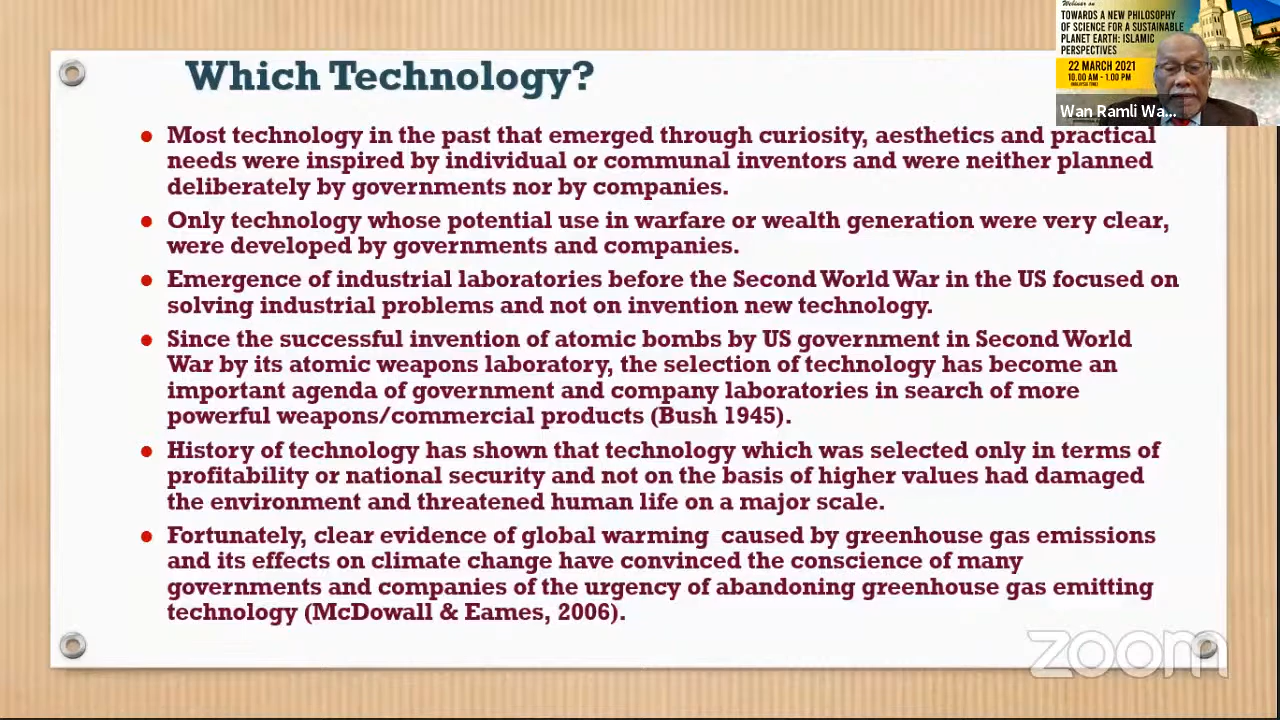 Which Technology?
Most technology in the past that emerged through curiosity, aesthetics and practical
needs were inspired by individual or communal inventors and were neither planned
deliberately by governments nor by companies.
Only technology whose potential use in warfare or wealth generation were very clear,
were developed by governments and companies.
Emergence of industrial laboratories before the Second World War in the US focused on
solving industrial problems and not on invention new technology.
Since the successful invention of atomic bombs by US government in Second World
War by its atomic weapons laboratory, the selection of technology has become an
important agenda of government and company laboratories in search of more
powerful weapons/commercial products (Bush 1945).
History of technology has shown that technology which was selected only in terms of
profitability or national security and not on the basis of higher values had damaged
the environment and threatened human life on a major scale.
Fortunately, clear evidence of global warming caused by greenhouse gas emissions
and its effects on climate change have convinced the conscience of many
governments and companies of the urgency of abandoning greenhouse gas emitting
technology (McDowall & Eames, 2006).
Webinar on
TOWARDS A NEW PHILOSOPHY
OF SCIENCE FOR A SUSTAINABLE
PLANET EARTH: ISLAMIC
PERSPECTIVES
22 MARCH 2021
10.00 AM - 1.00 PM
Wan Ramli Wa...
zoom